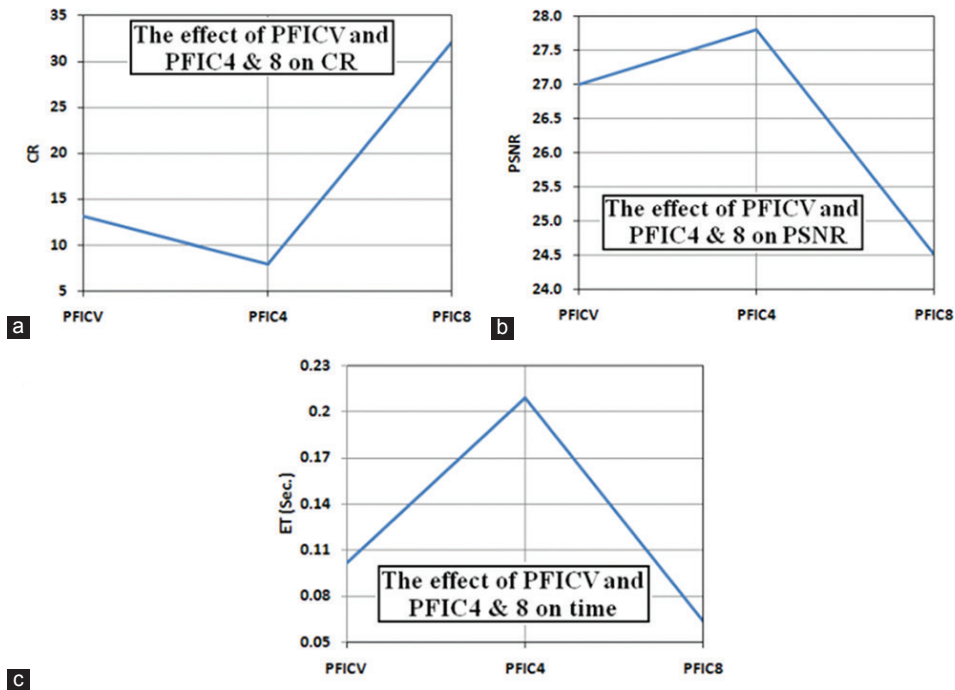 35
30
25
20
15
10
5
CR
The effect of PFICV and
PFIC4 & 8 on CR
PFICV PFIC4 PFIC8
a
28.0
27.5
27.0
26.5
26.0
25.5
25.0
24.5
24.0
PSNR
The effect of PFICV and
PFIC4 & 8 on PSNR
PFICV PFIC4 PFIC8
b
0.23
0.2
0.17
0.14
0.11
0.08
0.05
ET (Sec.)
The effect of PFICV and
PFIC4 & 8 on time
PFICV PFIC4 PFIC8
c